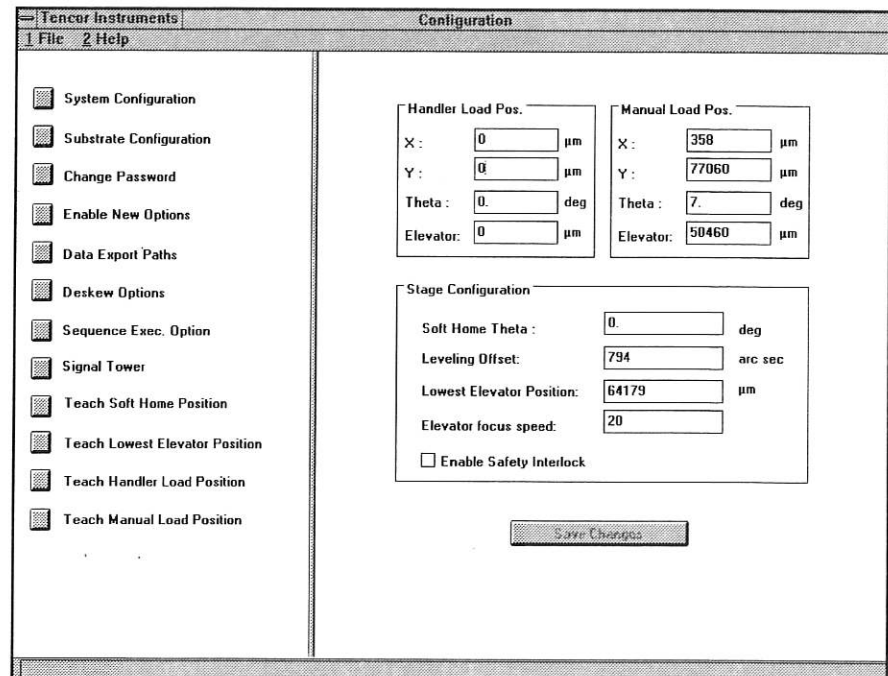 Tencor Instruments
Configuration
1 File 2 Help
System Configuration
Substrate Configuration
Change Password
Enable New Options
Data Export Paths
Deskew Options
Sequence Exec. Option
Signal Tower
Teach Soft Home Position
Teach Lowest Elevator Position
Teach Handler Load Position
Teach Manual Load Position
Handler Load Pos.
X : 0 µm
Y : 0 µm
Theta : 0. deg
Elevator: 0 µm
Manual Load Pos.
X : 358 µm
Y : 77060 µm
Theta : 7. deg
Elevator: 50460 µm
Stage Configuration
Soft Home Theta : 0. deg
Leveling Offset: 794 arc sec
Lowest Elevator Position: 64179 µm
Elevator focus speed: 20
Enable Safety Interlock
Save Changes